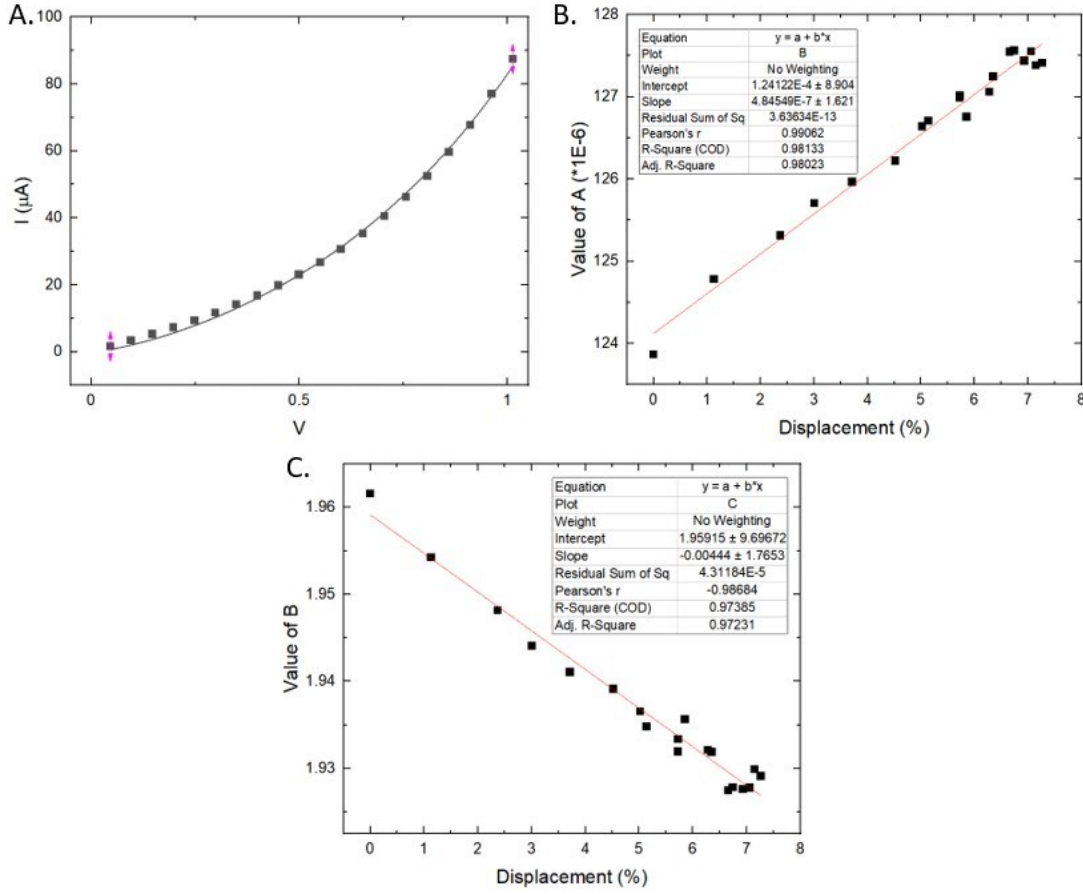 A.
100
80
60
40
20
0
I (μA)
0 0.5 1
V
B.
128
127
126
125
124
Value of A (*1E-6)
Equation y = a + b*x
Plot B
Weight No Weighting
Intercept 1.24122E-4 ± 8.904
Slope 4.84549E-7 ± 1.621
Residual Sum of Sq 3.63634E-13
Pearson's r 0.99062
R-Square (COD) 0.98133
Adj. R-Square 0.98023
0 1 2 3 4 5 6 7 8
Displacement (%)
C.
1.96
1.95
1.94
1.93
Value of B
Equation y = a + b*x
Plot C
Weight No Weighting
Intercept 1.95915 ± 9.69672
Slope -0.00444 ± 1.7653
Residual Sum of Sq 4.31184E-5
Pearson's r -0.98684
R-Square (COD) 0.97385
Adj. R-Square 0.97231
0 1 2 3 4 5 6 7 8
Displacement (%)